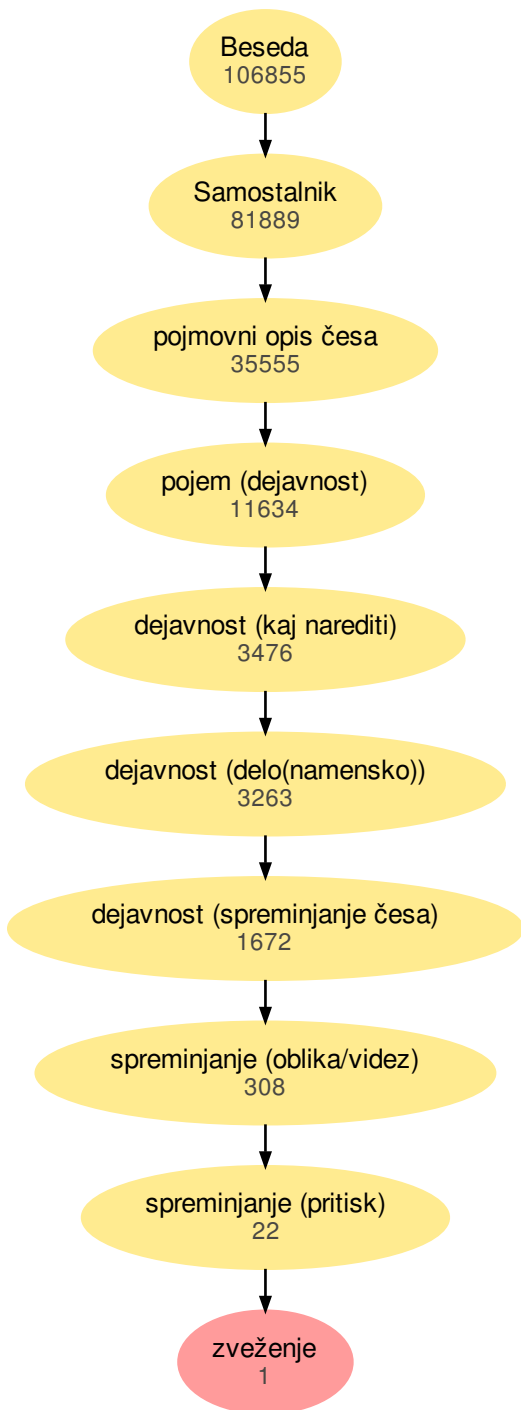 Beseda
106855
Samostalnik
81889
pojmovni opis česa
35555
pojem (dejavnost)
11634
dejavnost (kaj narediti)
3476
dejavnost (delo(namensko))
3263
dejavnost (spreminjanje česa)
1672
spreminjanje (oblika/videz)
308
spreminjanje (pritisk)
22
zveženje
1